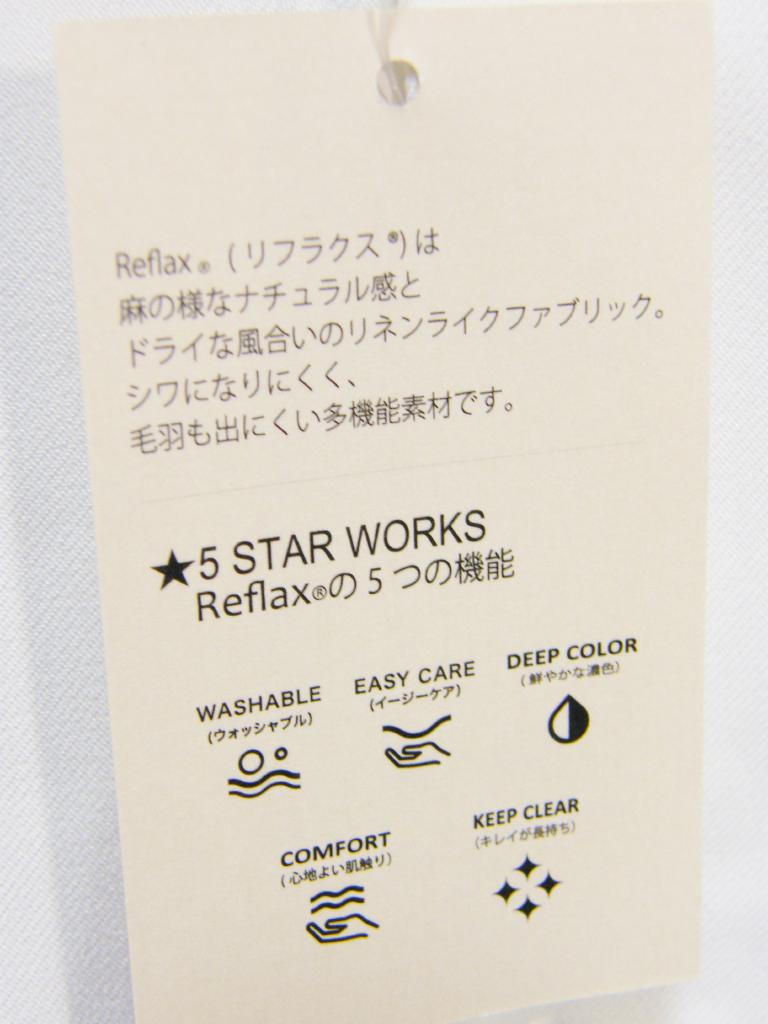 Reflax® (リフラクス®)は
麻の様なナチュラル感と
ドライな風合いのリネンライクファブリック。
シワになりにくく、
毛羽も出にくい多機能素材です。
★5 STAR WORKS
Reflax®の5つの機能
WASHABLE
(ウォッシャブル)
EASY CARE
(イージーケア)
DEEP COLOR
(鮮やかな濃色)
COMFORT
(心地よい肌触り)
KEEP CLEAR
(キレイが長持ち)